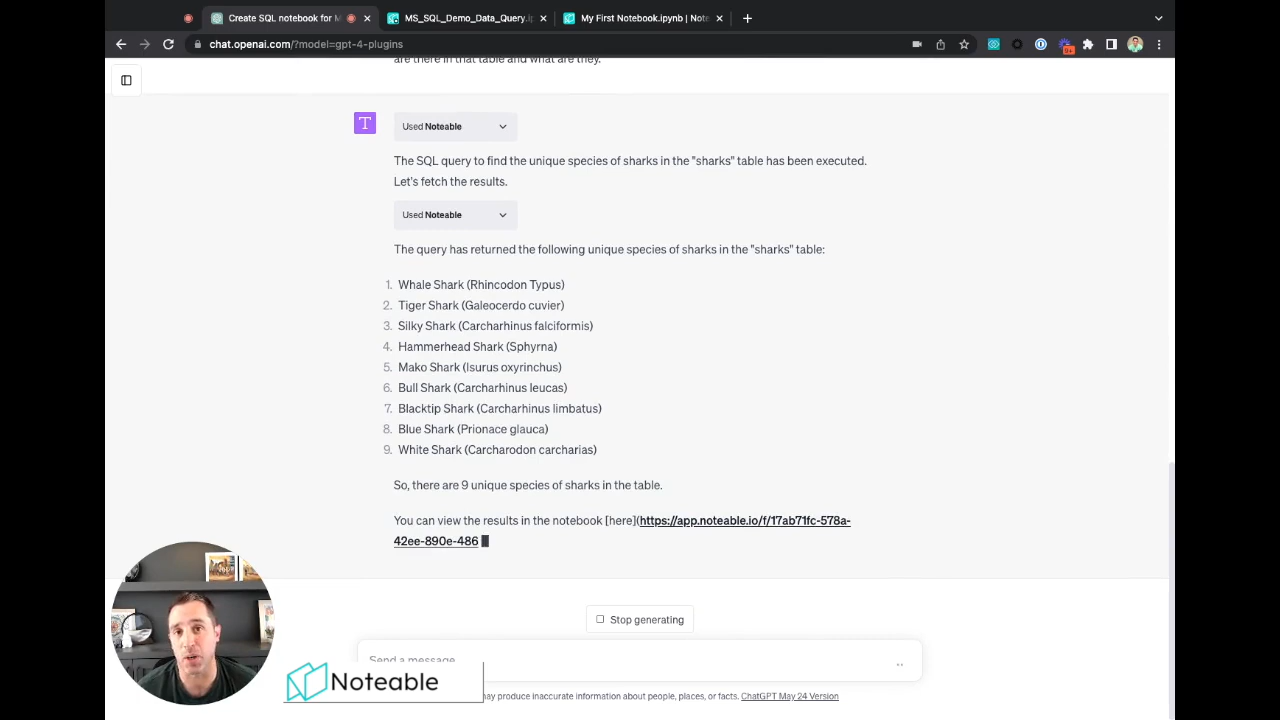 Create SQL notebook for M
MS_SQL_Demo_Data_Query.ip
My First Notebook.ipynb | Note
chat.openai.com/?model=gpt-4-plugins
9+
are there in that table and what are they.
T
Used Noteable
The SQL query to find the unique species of sharks in the "sharks" table has been executed.
Let's fetch the results.
Used Noteable
The query has returned the following unique species of sharks in the "sharks" table:
1. Whale Shark (Rhincodon Typus)
2. Tiger Shark (Galeocerdo cuvier)
3. Silky Shark (Carcharhinus falciformis)
4. Hammerhead Shark (Sphyrna)
5. Mako Shark (Isurus oxyrinchus)
6. Bull Shark (Carcharhinus leucas)
7. Blacktip Shark (Carcharhinus limbatus)
8. Blue Shark (Prionace glauca)
9. White Shark (Carcharodon carcharias)
So, there are 9 unique species of sharks in the table.
You can view the results in the notebook [here](https://app.noteable.io/f/17ab71fc-578a-
42ee-890e-486
Stop generating
Send a message
Noteable
may produce inaccurate information about people, places, or facts. ChatGPT May 24 Version